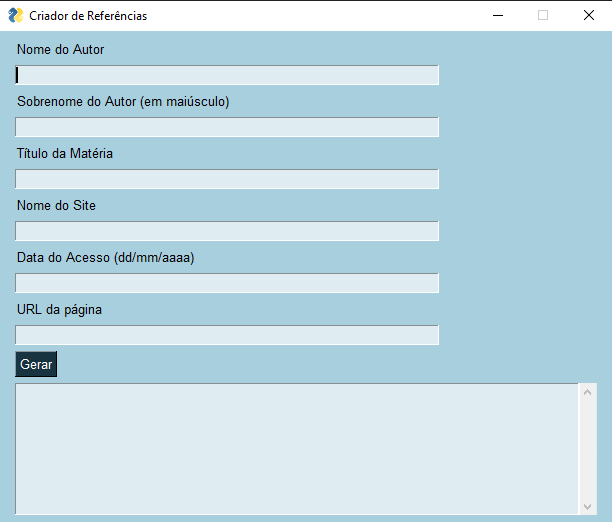 Criador de Referências
Nome do Autor
Sobrenome do Autor (em maiúsculo)
Título da Matéria
Nome do Site
Data do Acesso (dd/mm/aaaa)
URL da página
Gerar